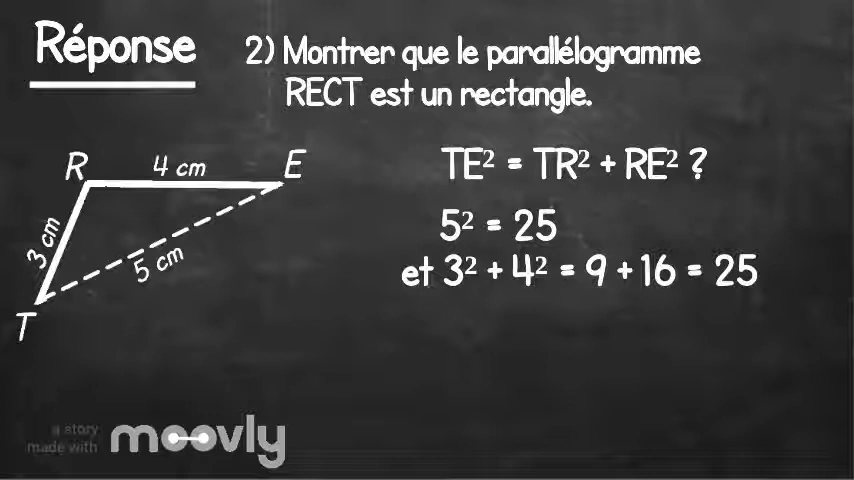 Réponse
2) Montrer que le parallélogramme
RECT est un rectangle.
R
4 cm
E
3 cm
5 cm
T
TE² = TR² + RE² ?
5² = 25
et 3² + 4² = 9 + 16 = 25
a story
made with
moovly